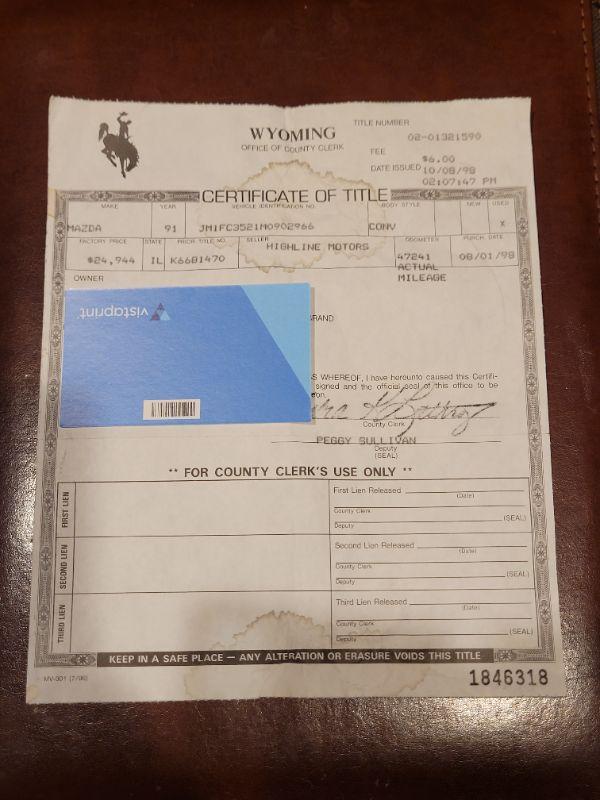 WYOMING
OFFICE OF COUNTY CLERK
TITLE NUMBER
02-01321590
FEE
$6.00
DATE ISSUED 10/08/98
02:07:47 PM
CERTIFICATE OF TITLE
MAKE YEAR VEHICLE IDENTIFICATION NO. BODY STYLE NEW USED
MAZDA 91 JM1FC3521M0902966 CONV X
FACTORY PRICE STATE PRIOR TITLE NO. SELLER ODOMETER PURCH. DATE
$24,944 IL K6681470 HIGHLINE MOTORS 47241 08/01/98
ACTUAL
MILEAGE
OWNER
vistaprint
BRAND
SS WHEREOF, I have hereunto caused this Certifi-
signed and the official seal of this office to be
County Clerk
PEGGY SULLIVAN
Deputy
(SEAL)
** FOR COUNTY CLERK'S USE ONLY **
FIRST LIEN
First Lien Released
(Date)
County Clerk
(SEAL)
Deputy
SECOND LIEN
Second Lien Released
(Date)
County Clerk
(SEAL)
Deputy
THIRD LIEN
Third Lien Released
(Date)
County Clerk
(SEAL)
Deputy
KEEP IN A SAFE PLACE — ANY ALTERATION OR ERASURE VOIDS THIS TITLE
MV-301 (7/96)
1846318